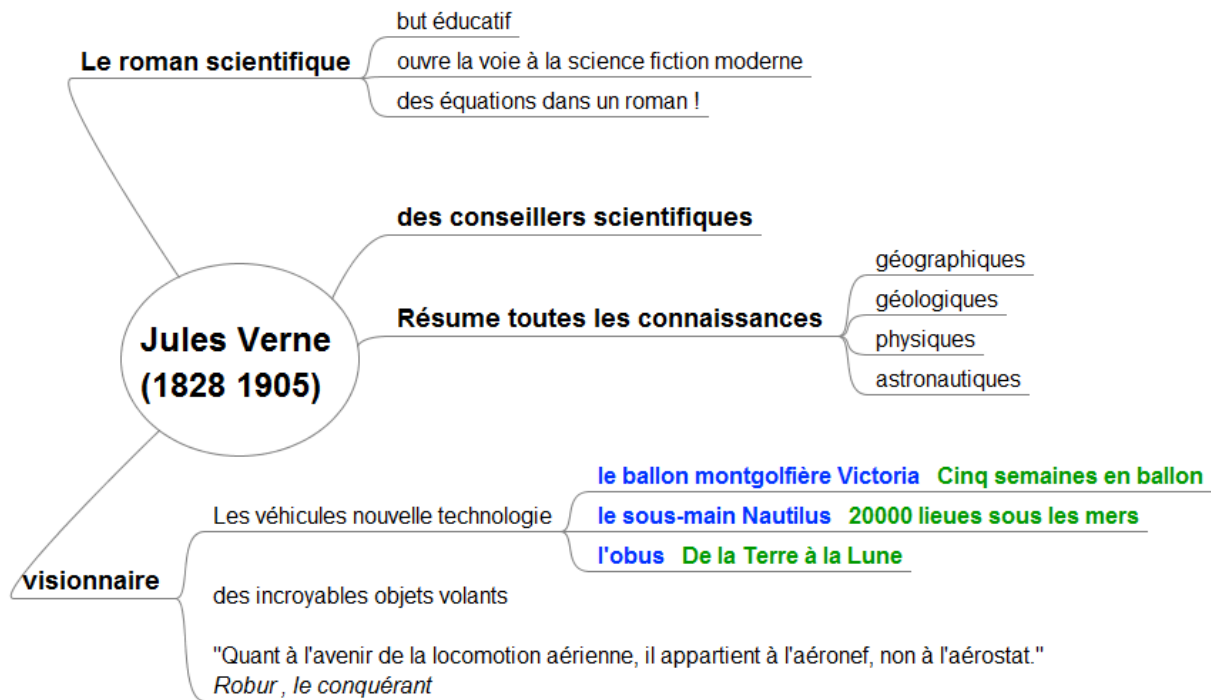 but éducatif
Le roman scientifique
ouvre la voie à la science fiction moderne
des équations dans un roman !
des conseillers scientifiques
géographiques
géologiques
Résume toutes les connaissances
physiques
astronautiques
Jules Verne
(1828 1905)
le ballon montgolfière Victoria Cinq semaines en ballon
Les véhicules nouvelle technologie
le sous-main Nautilus 20000 lieues sous les mers
l'obus De la Terre à la Lune
visionnaire
des incroyables objets volants
"Quant à l'avenir de la locomotion aérienne, il appartient à l'aéronef, non à l'aérostat."
Robur , le conquérant